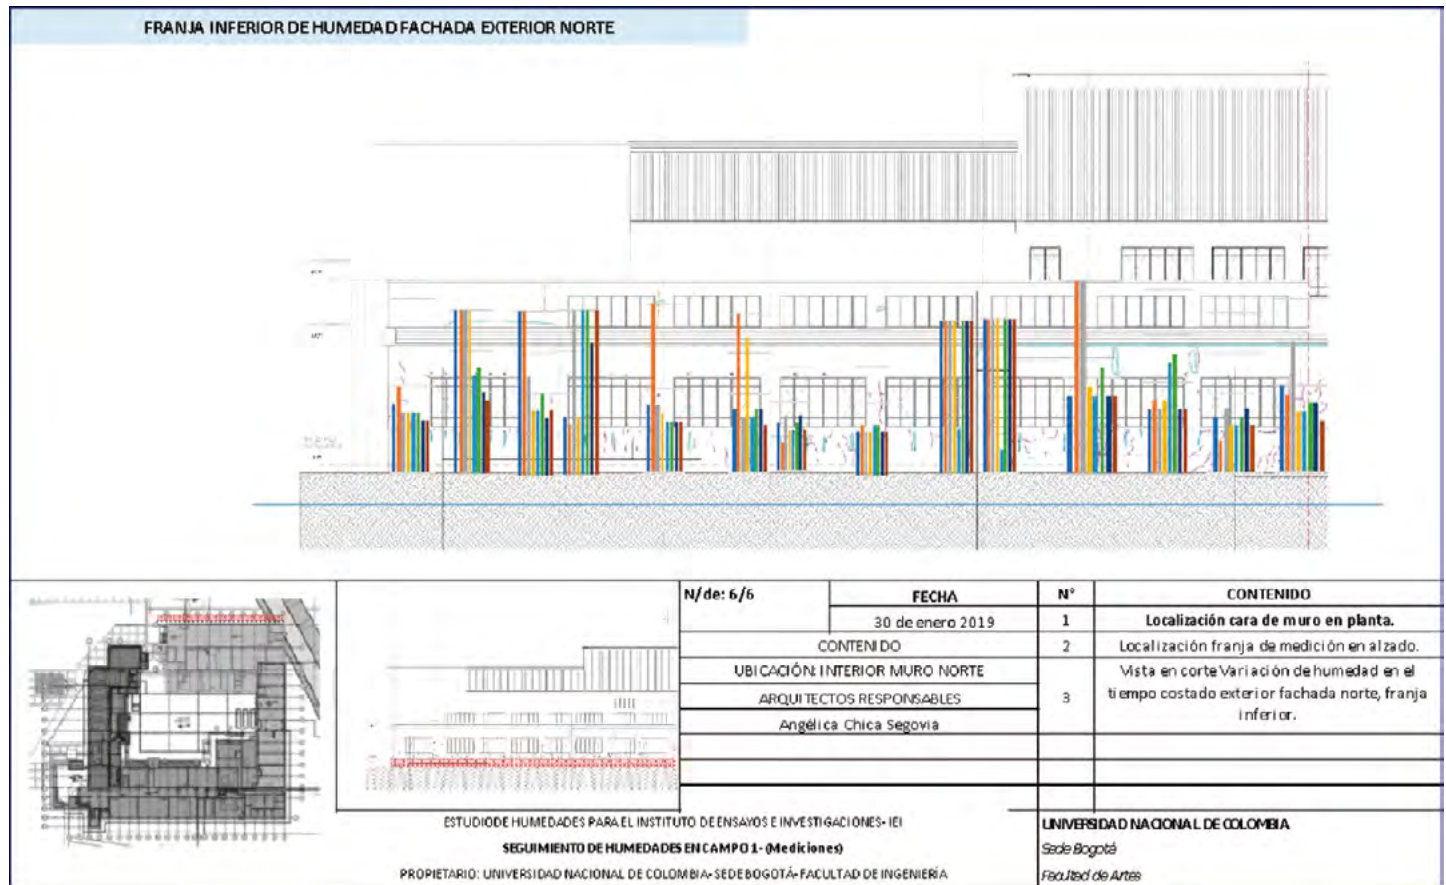 FRANJA INFERIOR DE HUMEDAD FACHADA EXTERIOR NORTE
N/de: 6/6
FECHA
30 de enero 2019
CONTENIDO
UBICACIÓN: INTERIOR MURO NORTE
ARQUITECTOS RESPONSABLES
Angélica Chica Segovia
N° CONTENIDO
1 Localización cara de muro en planta.
2 Localización franja de medición en alzado.
3 Vista en corte Variación de humedad en el
tiempo costado exterior fachada norte, franja
inferior.
ESTUDIO DE HUMEDADES PARA EL INSTITUTO DE ENSAYOS E INVESTIGACIONES- IEI
SEGUIMIENTO DE HUMEDADES EN CAMPO 1- (Mediciones)
PROPIETARIO: UNIVERSIDAD NACIONAL DE COLOMBIA- SEDE BOGOTÁ- FACULTAD DE INGENIERÍA
UNIVERSIDAD NACIONAL DE COLOMBIA
Sede Bogotá
Facultad de Artes